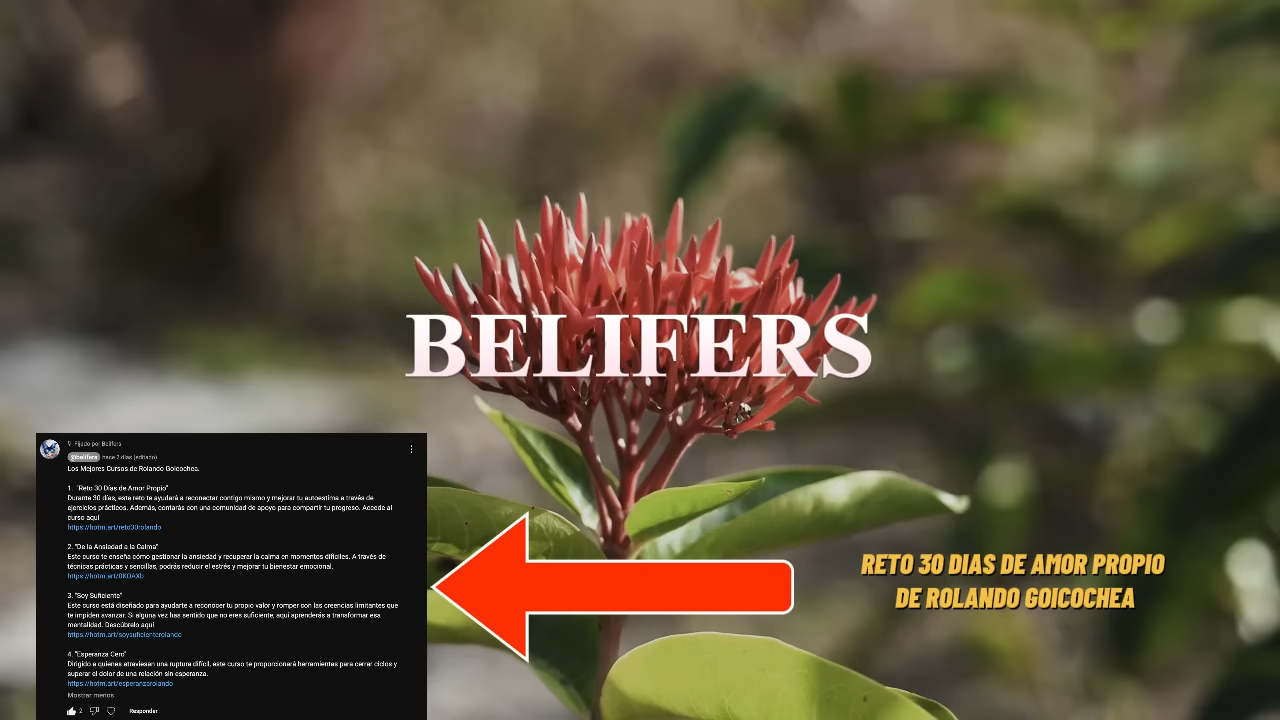 BELIFERS
Fijado por Belifers
@belifers hace 2 días (editado)
Los Mejores Cursos de Rolando Goicochea.
1. "Reto 30 Días de Amor Propio"
Durante 30 días, este reto te ayudará a reconectar contigo mismo y mejorar tu autoestima a través de
ejercicios prácticos. Además, contarás con una comunidad de apoyo para compartir tu progreso. Accede al
curso aquí
https://hotm.art/reto30rolando
2. "De la Ansiedad a la Calma"
Este curso te enseña cómo gestionar la ansiedad y recuperar la calma en momentos difíciles. A través de
técnicas prácticas y sencillas, podrás reducir el estrés y mejorar tu bienestar emocional.
https://hotm.art/0KOAXb
3. "Soy Suficiente"
Este curso está diseñado para ayudarte a reconocer tu propio valor y romper con las creencias limitantes que
te impiden avanzar. Si alguna vez has sentido que no eres suficiente, aquí aprenderás a transformar esa
mentalidad. Descúbrelo aquí
https://hotm.art/soysuficienterolando
4. "Esperanza Cero"
Dirigido a quienes atraviesan una ruptura difícil, este curso te proporcionará herramientas para cerrar ciclos y
superar el dolor de una relación sin esperanza.
https://hotm.art/esperanzarolando
Mostrar menos
2 Responder
RETO 30 DIAS DE AMOR PROPIO
DE ROLANDO GOICOCHEA